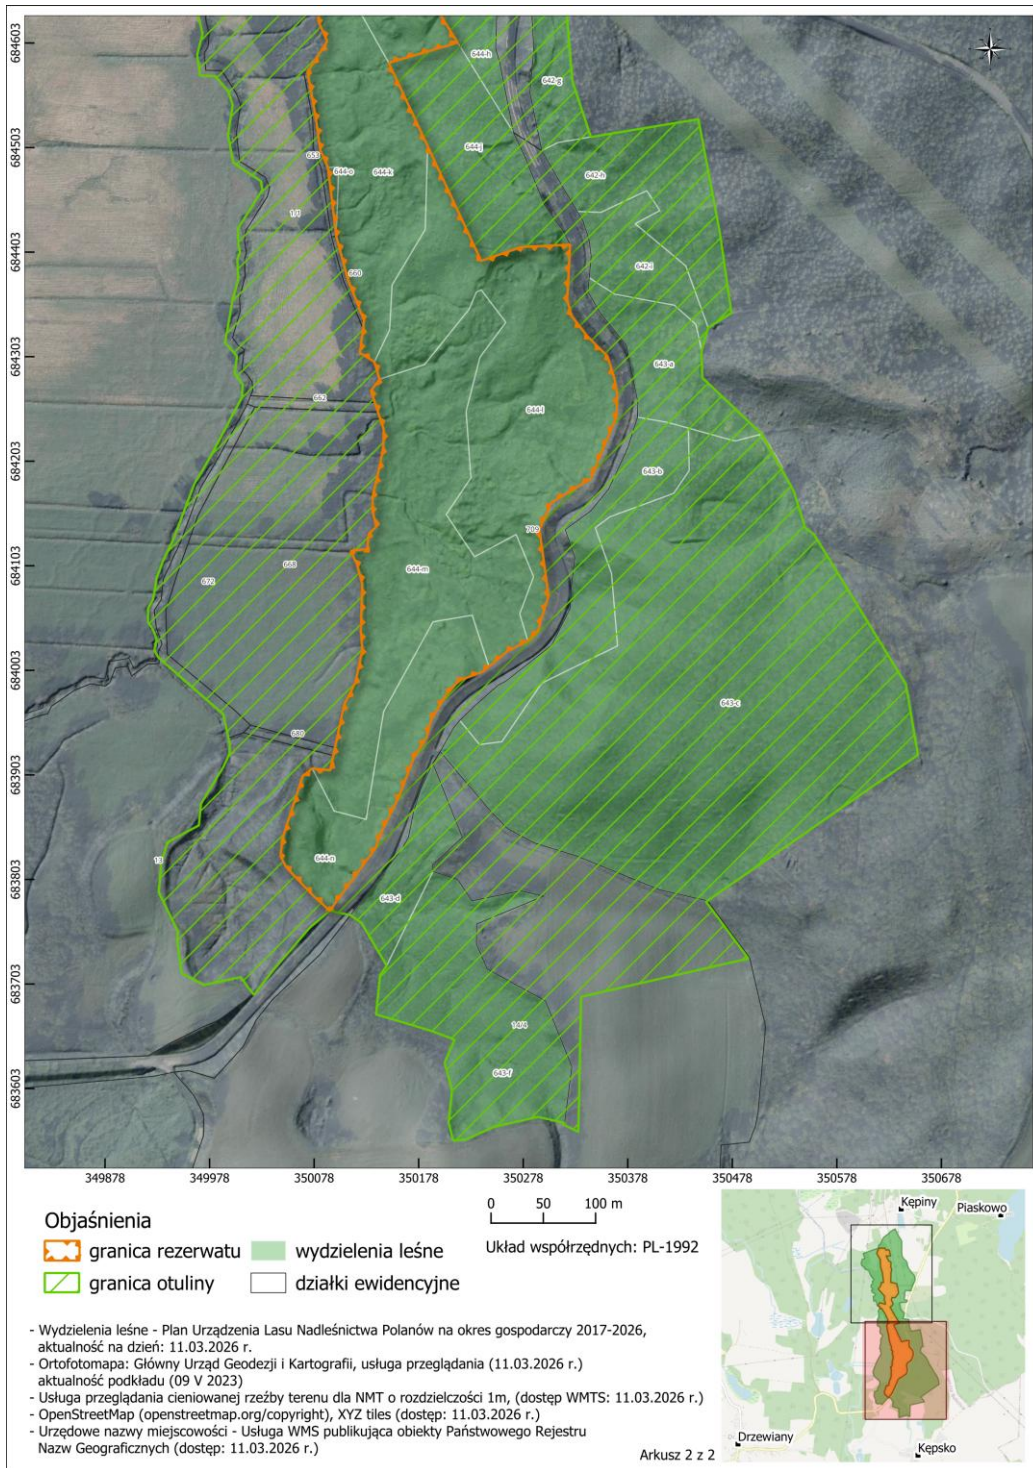 684603
684503
684403
684303
684203
684103
684003
683903
683803
683703
683603
644-h
642-g
644-j
653
644-o
644-k
642-h
1/1
660
642-i
643-a
662
644-l
643-b
709
668
644-m
672
643-c
680
13
644-n
643-d
14/4
643-f
349878
349978
350078
350178
350278
350378
350478
350578
350678
Objaśnienia
granica rezerwatu
wydzielenia leśne
granica otuliny
działki ewidencyjne
0 50 100 m
Układ współrzędnych: PL-1992
- Wydzielenia leśne - Plan Urządzenia Lasu Nadleśnictwa Polanów na okres gospodarczy 2017-2026,
aktualność na dzień: 11.03.2026 r.
- Ortofotomapa: Główny Urząd Geodezji i Kartografii, usługa przeglądania (11.03.2026 r.)
aktualność podkładu (09 V 2023)
- Usługa przeglądania cieniowanej rzeźby terenu dla NMT o rozdzielczości 1m, (dostęp WMTS: 11.03.2026 r.)
- OpenStreetMap (openstreetmap.org/copyright), XYZ tiles (dostęp: 11.03.2026 r.)
- Urzędowe nazwy miejscowości - Usługa WMS publikująca obiekty Państwowego Rejestru
Nazw Geograficznych (dostęp: 11.03.2026 r.)
Arkusz 2 z 2
Kępiny
Piaskowo
Drzewiany
Kępsko